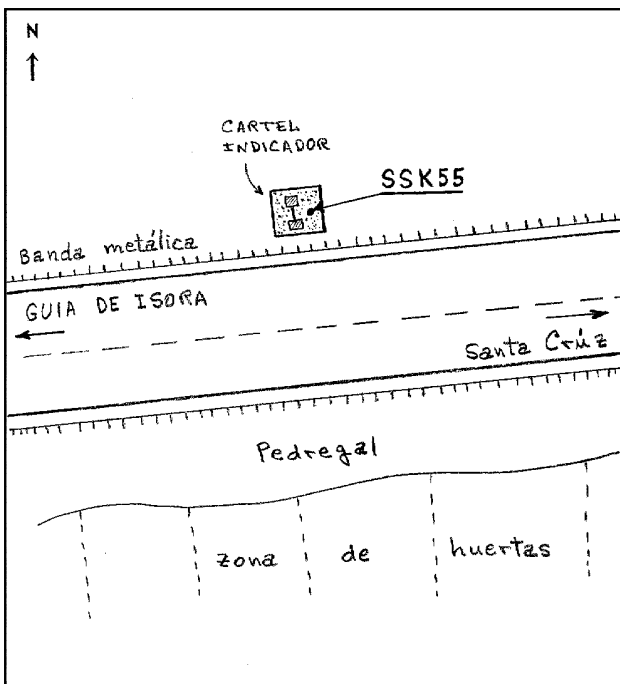 N
CARTEL
INDICADOR
SSK55
Banda metálica
GUIA DE ISORA
Santa Crúz
Pedregal
zona de huertas